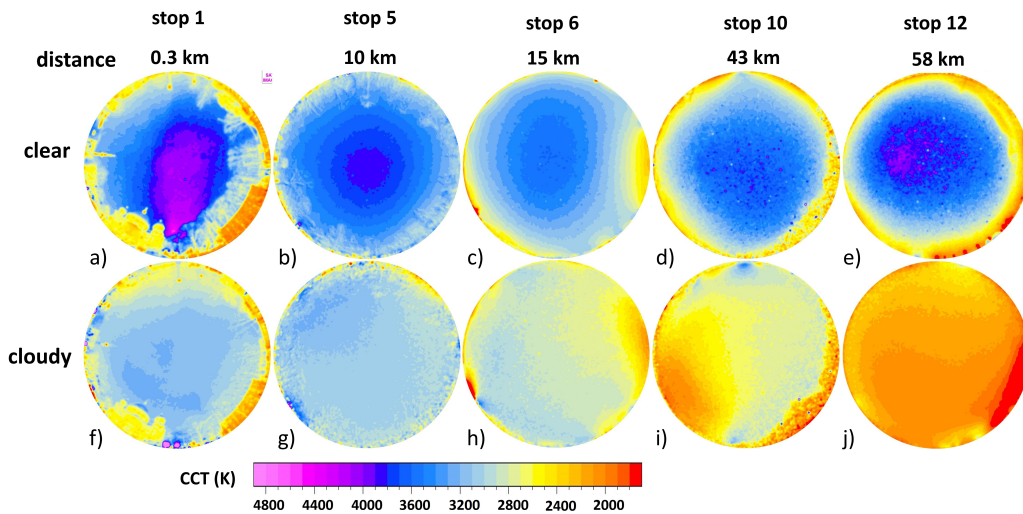 stop 1 stop 5 stop 6 stop 10 stop 12
distance 0.3 km 10 km 15 km 43 km 58 km
clear
a) b) c) d) e)
cloudy
f) g) h) i) j)
CCT (K)
4800 4400 4000 3600 3200 2800 2400 2000